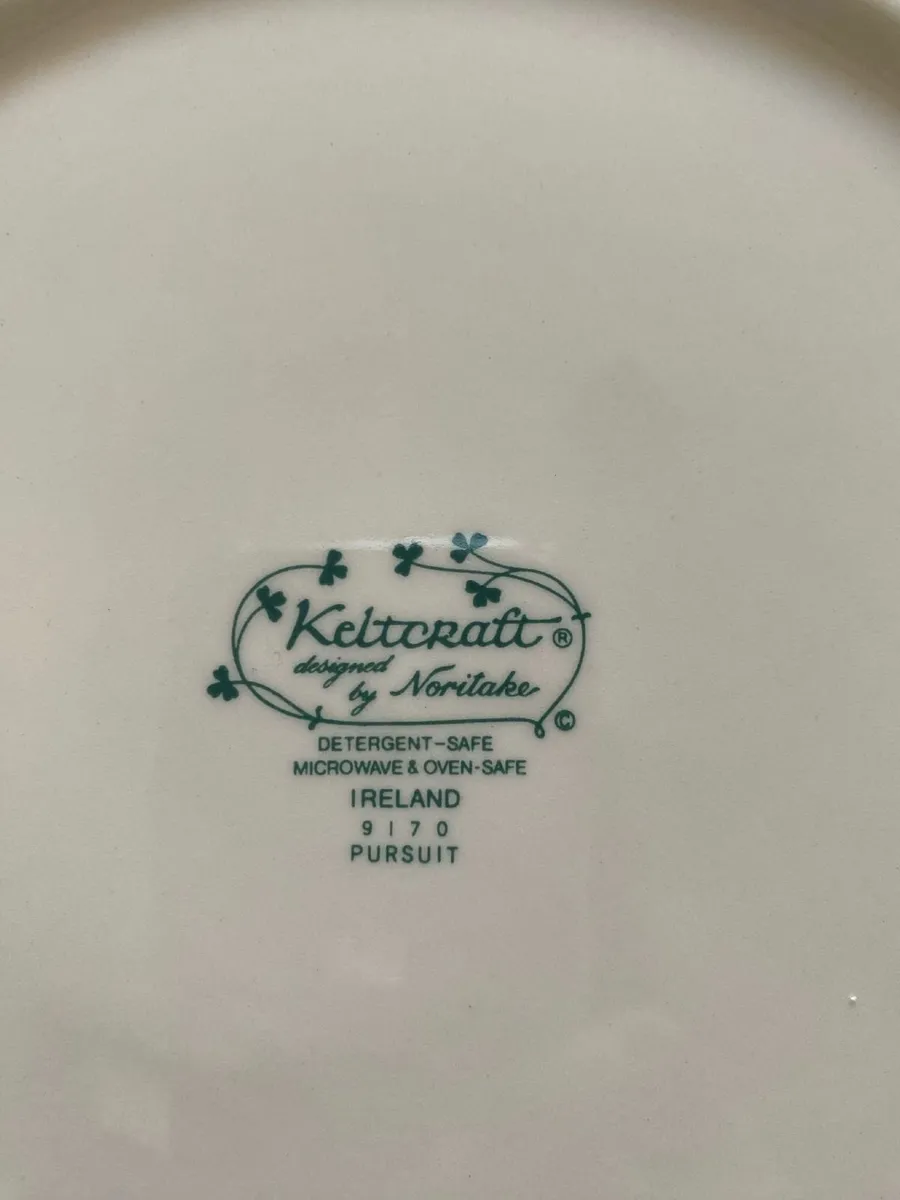 Keltcraft ®
designed
by Noritake
©
DETERGENT-SAFE
MICROWAVE & OVEN-SAFE
IRELAND
9170
PURSUIT